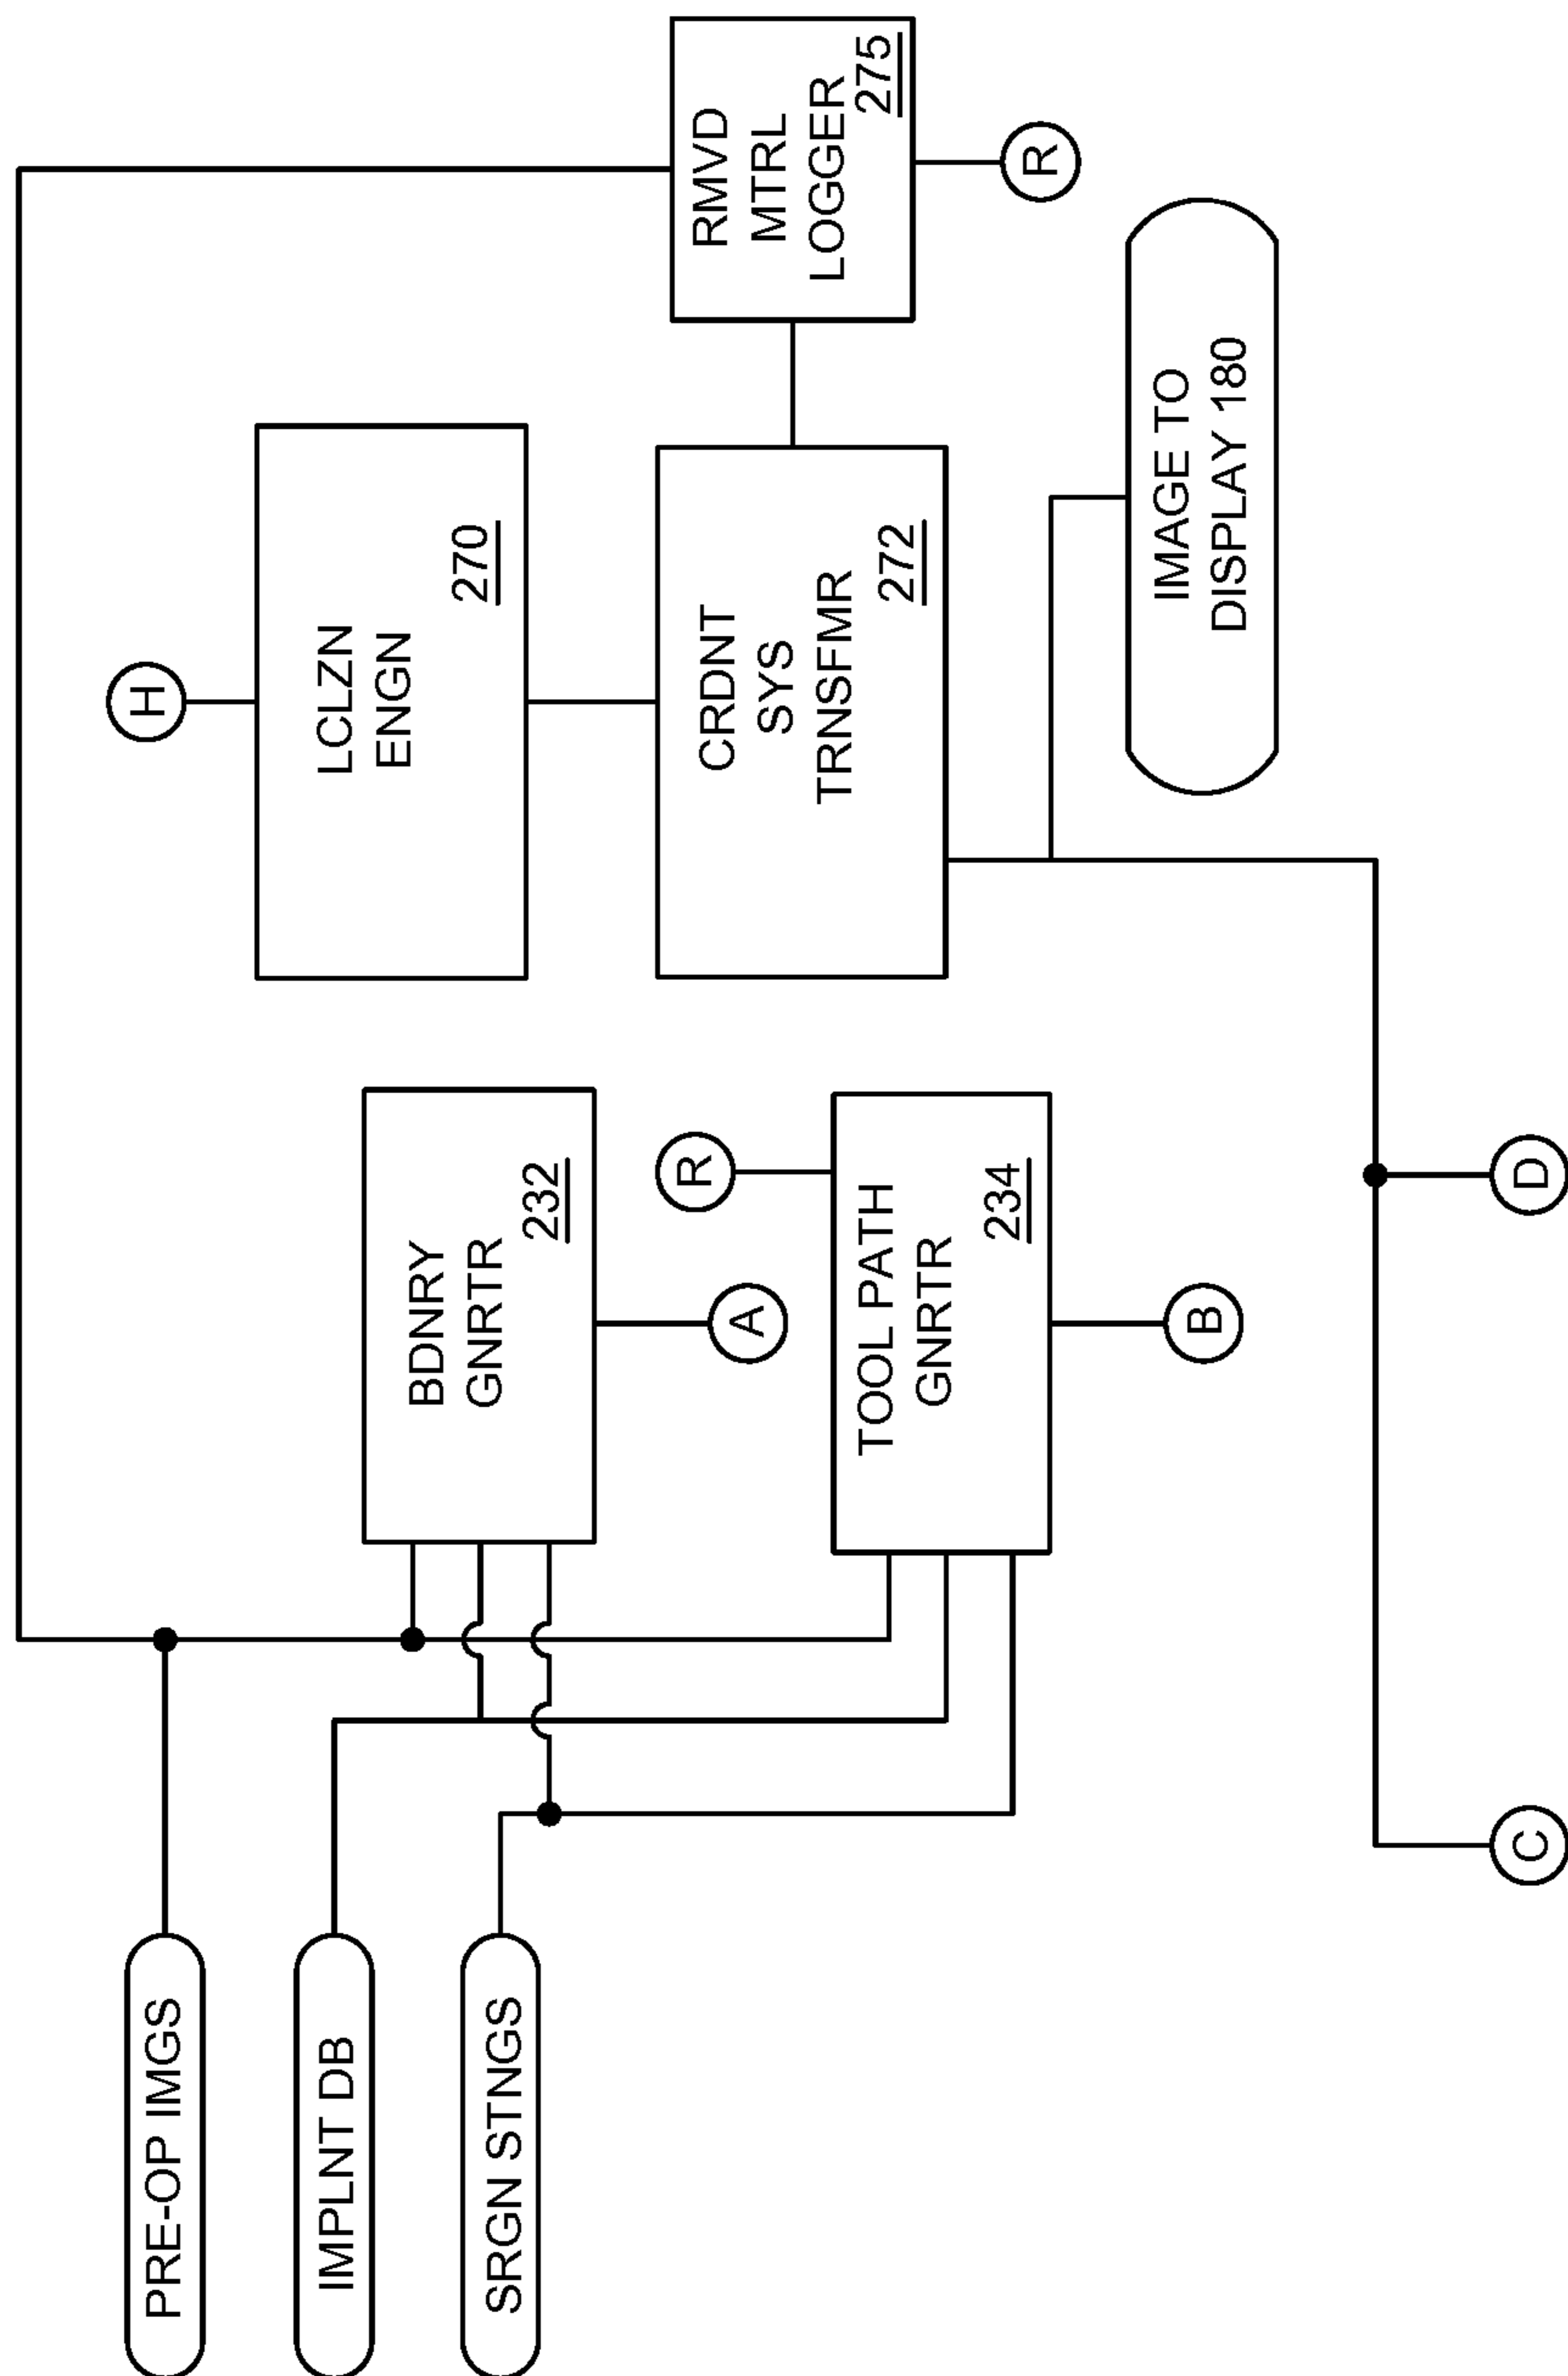 PRE-OP IMGS
IMPLNT DB
SRGN STNGS
BDNRY
GNRTR
232
A
R
TOOL PATH
GNRTR
234
B
H
LCLZN
ENGN
270
CRDNT
SYS
TRNSFMR
272
RMVD
MTRL
LOGGER
275
R
IMAGE TO
DISPLAY 180
C
D